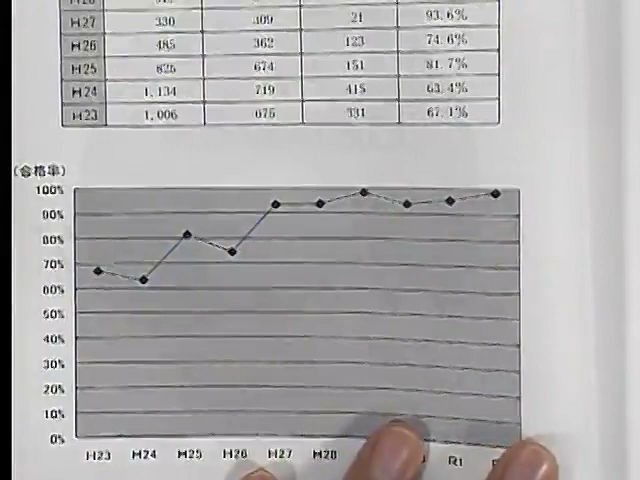 H27 330 309 21 93.6%
H26 485 362 123 74.6%
H25 825 674 151 81.7%
H24 1,134 719 415 63.4%
H23 1,006 675 331 67.1%
(合格率)
100%
90%
80%
70%
60%
50%
40%
30%
20%
10%
0%
H23 H24 H25 H26 H27 H28 R1